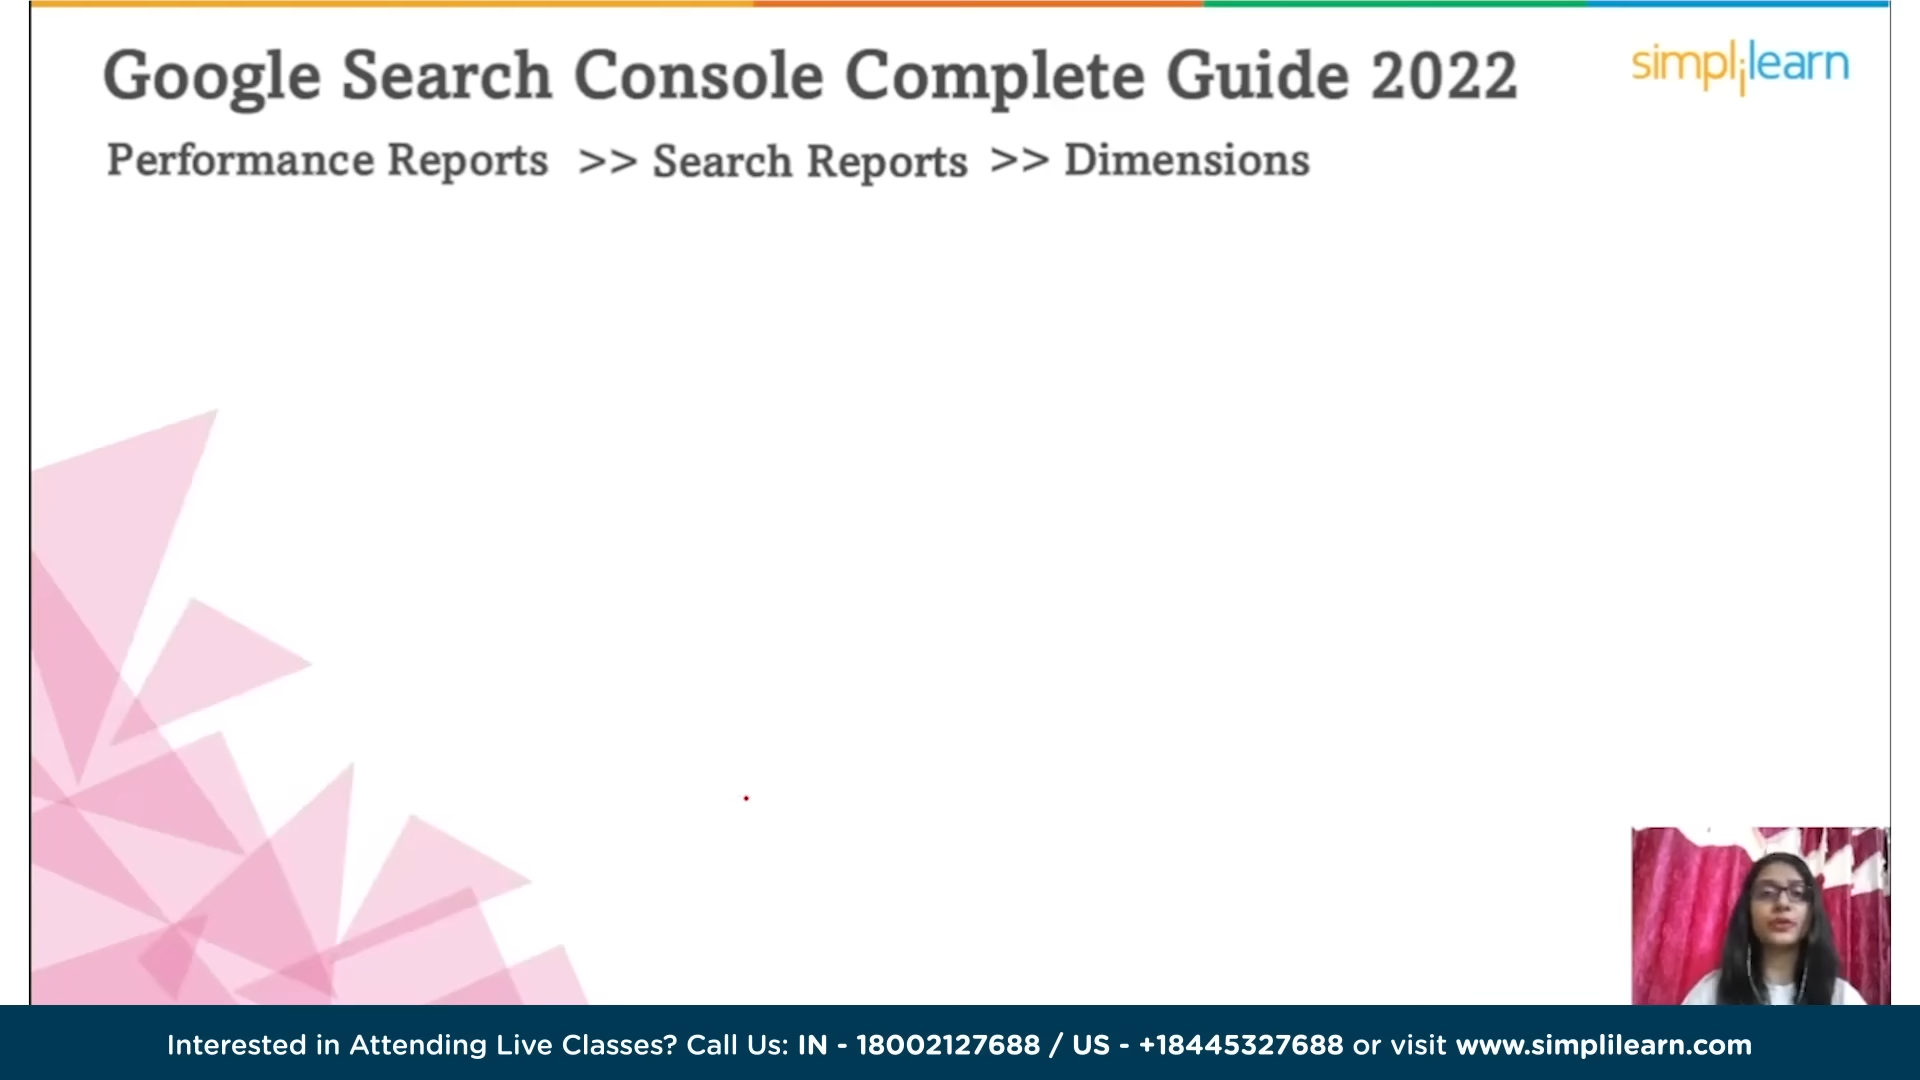 Google Search Console Complete Guide 2022
simplilearn
Performance Reports >> Search Reports >> Dimensions
Interested in Attending Live Classes? Call Us: IN - 18002127688 / US - +18445327688 or visit www.simplilearn.com